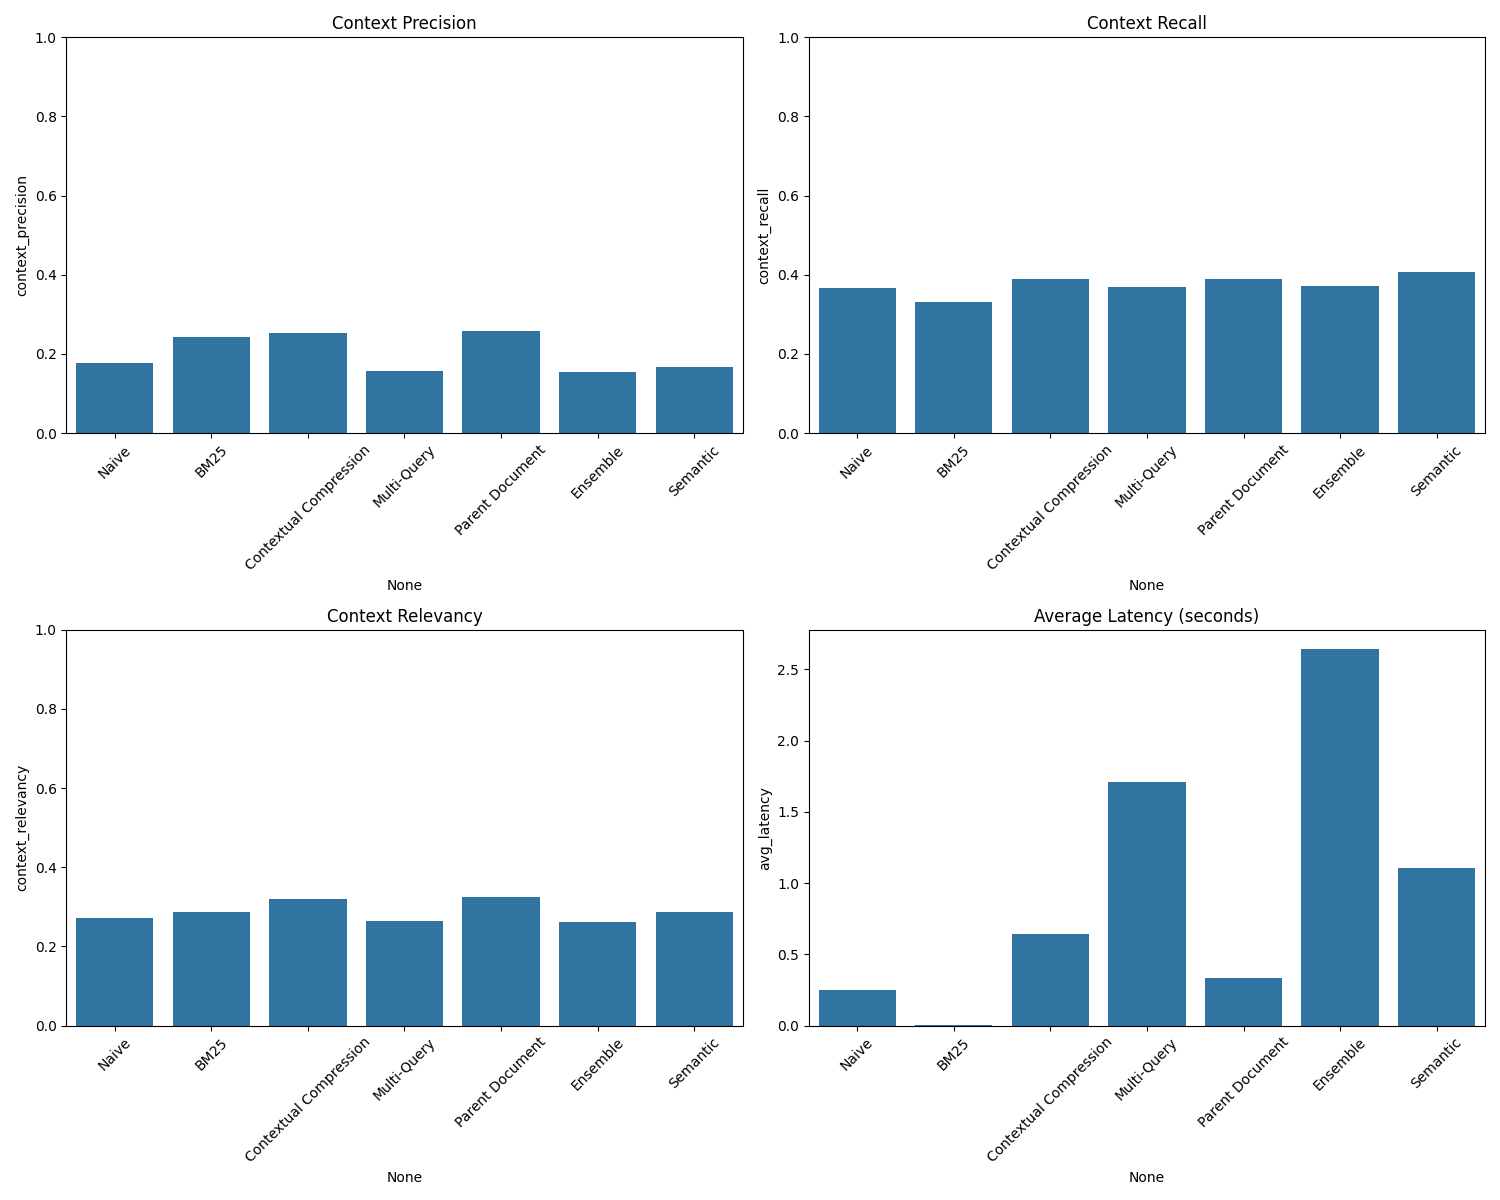 Context Precision
1.0
0.8
0.6
0.4
0.2
0.0
context_precision
Naive
BM25
Contextual Compression
Multi-Query
Parent Document
Ensemble
Semantic
None
Context Recall
1.0
0.8
0.6
0.4
0.2
0.0
context_recall
Naive
BM25
Contextual Compression
Multi-Query
Parent Document
Ensemble
Semantic
None
Context Relevancy
1.0
0.8
0.6
0.4
0.2
0.0
context_relevancy
Naive
BM25
Contextual Compression
Multi-Query
Parent Document
Ensemble
Semantic
None
Average Latency (seconds)
2.5
2.0
1.5
1.0
0.5
0.0
avg_latency
Naive
BM25
Contextual Compression
Multi-Query
Parent Document
Ensemble
Semantic
None